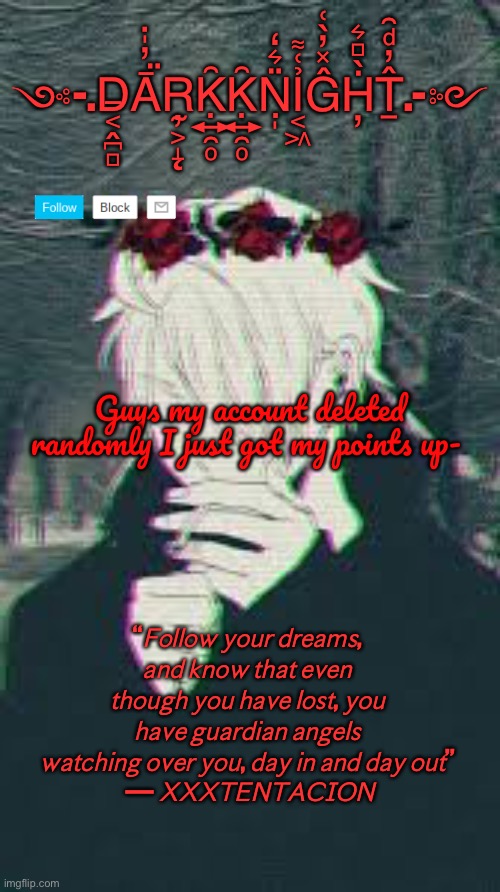 ༺-.DĀRKKNIGHT.-༻
Follow
Block
Guys my account deleted
randomly I just got my points up-
“Follow your dreams,
and know that even
though you have lost, you
have guardian angels
watching over you, day in and day out”
— XXXTENTACION
imgflip.com